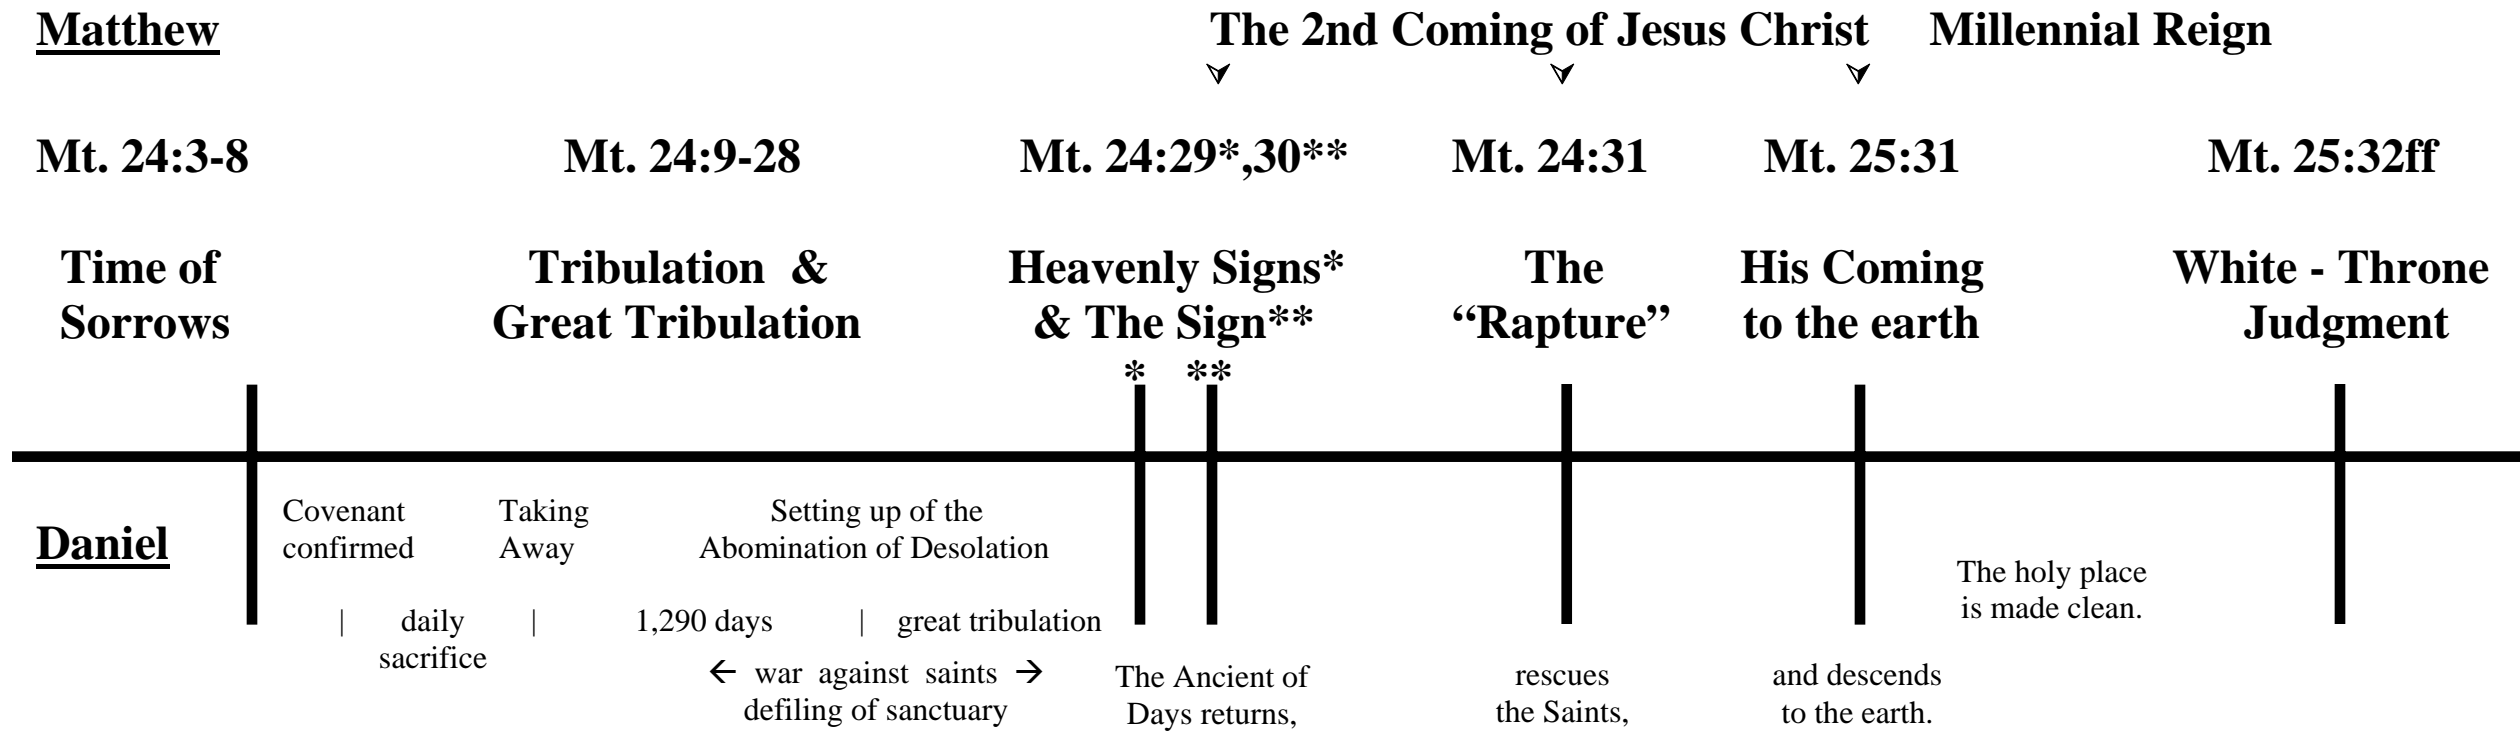 Matthew The 2nd Coming of Jesus Christ Millennial Reign
Mt. 24:3-8 Mt. 24:9-28 Mt. 24:29*,30** Mt. 24:31 Mt. 25:31 Mt. 25:32ff
Time of Tribulation & Heavenly Signs* The His Coming White - Throne
Sorrows Great Tribulation & The Sign** “Rapture” to the earth Judgment
* **
Covenant Taking Setting up of the
Daniel confirmed Away Abomination of Desolation
The holy place
is made clean.
| daily | 1,290 days | great tribulation
sacrifice
← war against saints → The Ancient of rescues and descends
defiling of sanctuary Days returns, the Saints, to the earth.